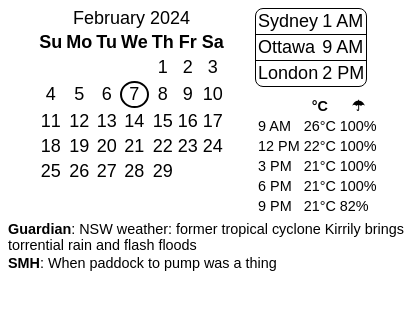 February 2024
Su Mo Tu We Th Fr Sa
1 2 3
4 5 6 7 8 9 10
11 12 13 14 15 16 17
18 19 20 21 22 23 24
25 26 27 28 29
Sydney 1 AM
Ottawa 9 AM
London 2 PM
°C ☂
9 AM 26°C 100%
12 PM 22°C 100%
3 PM 21°C 100%
6 PM 21°C 100%
9 PM 21°C 82%
Guardian: NSW weather: former tropical cyclone Kirrily brings
torrential rain and flash floods
SMH: When paddock to pump was a thing